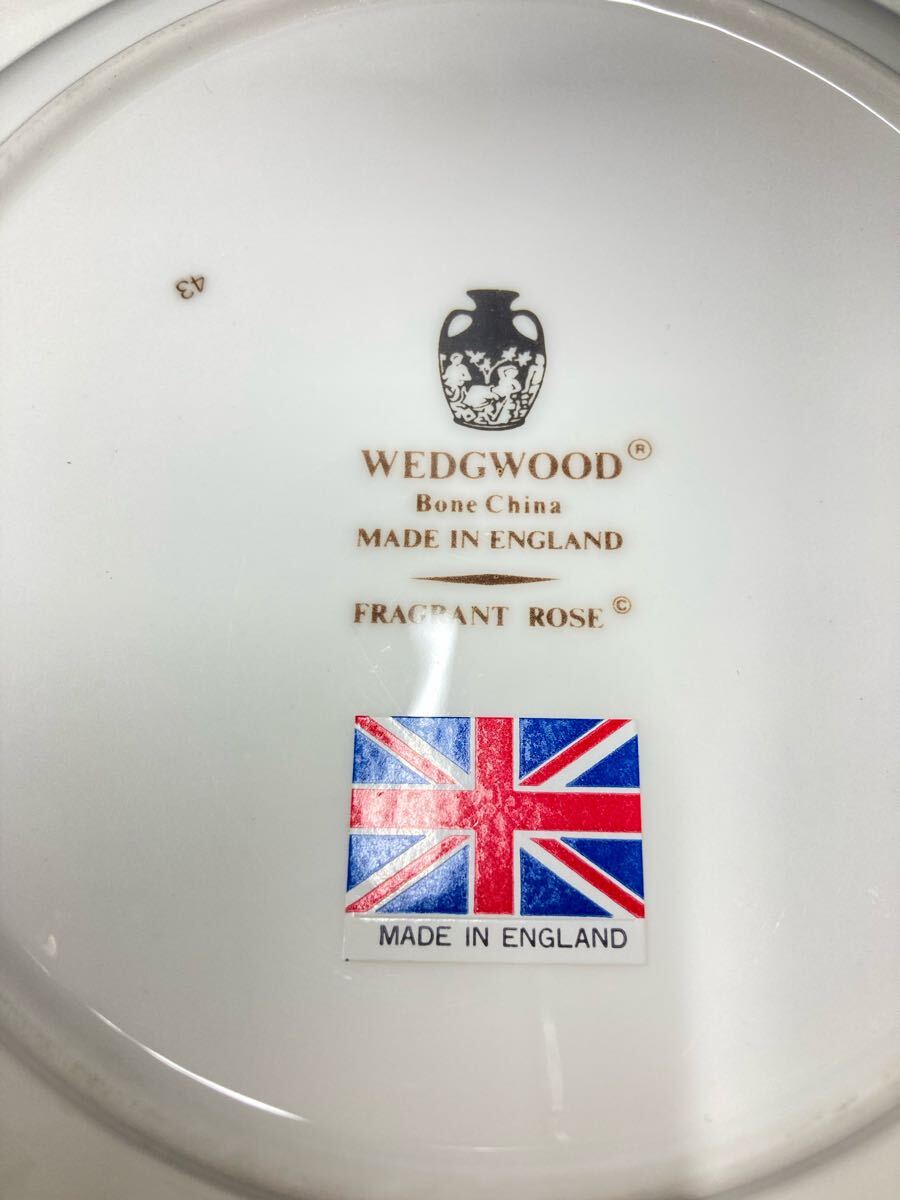 43
WEDGWOOD®
Bone China
MADE IN ENGLAND
FRAGRANT ROSE©
MADE IN ENGLAND